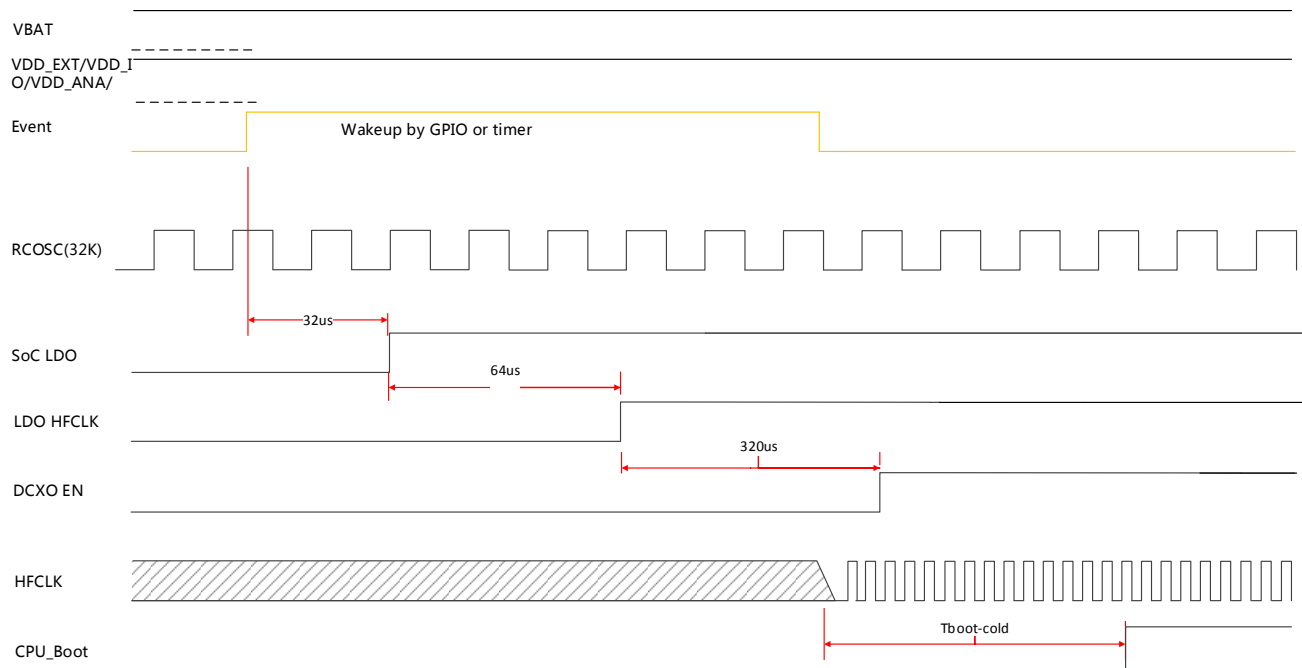 VBAT
VDD_EXT/VDD_I
O/VDD_ANA/
Event
Wakeup by GPIO or timer
RCOSC(32K)
32us
SoC LDO
64us
LDO HFCLK
320us
DCXO EN
HFCLK
Tboot-cold
CPU_Boot